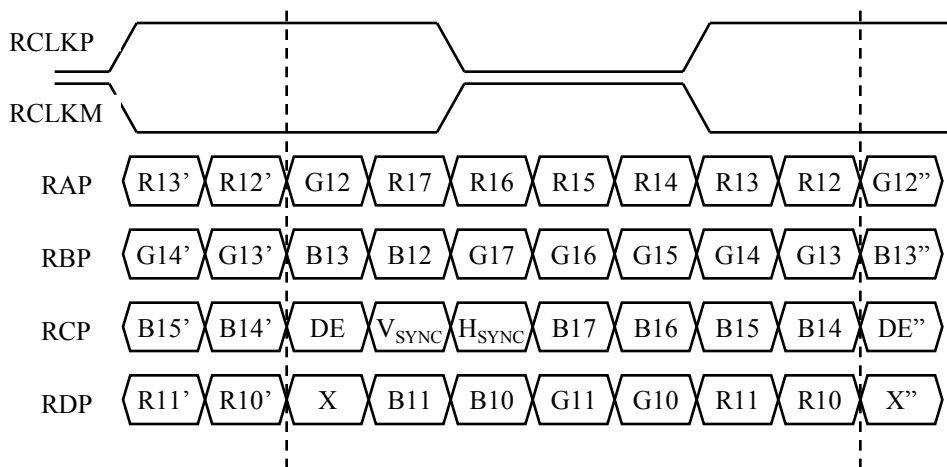 RCLKP
RCLKM
RAP R13’ R12’ G12 R17 R16 R15 R14 R13 R12 G12”
RBP G14’ G13’ B13 B12 G17 G16 G15 G14 G13 B13”
RCP B15’ B14’ DE VSYNC HSYNC B17 B16 B15 B14 DE”
RDP R11’ R10’ X B11 B10 G11 G10 R11 R10 X”